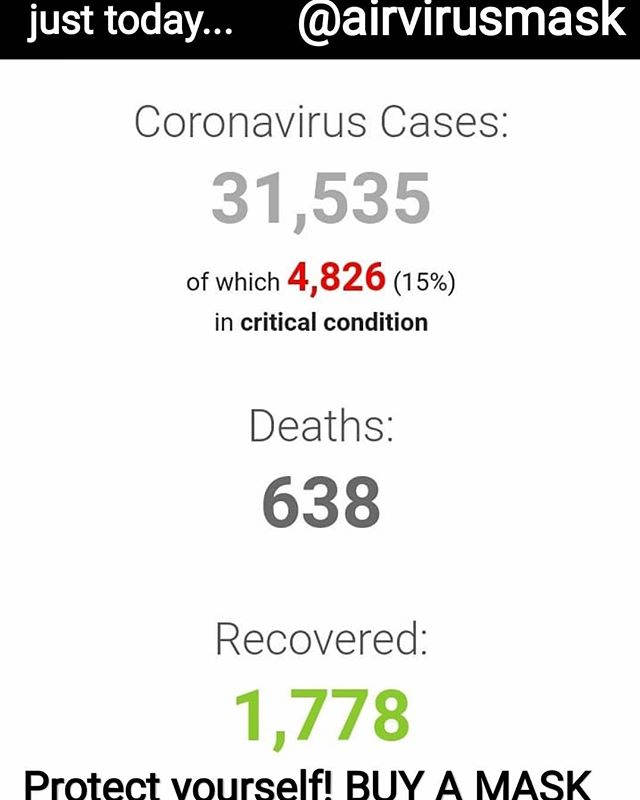 just today... @airvirusmask
Coronavirus Cases:
31,535
of which 4,826 (15%)
in critical condition
Deaths:
638
Recovered:
1,778
Protect yourself! BUY A MASK